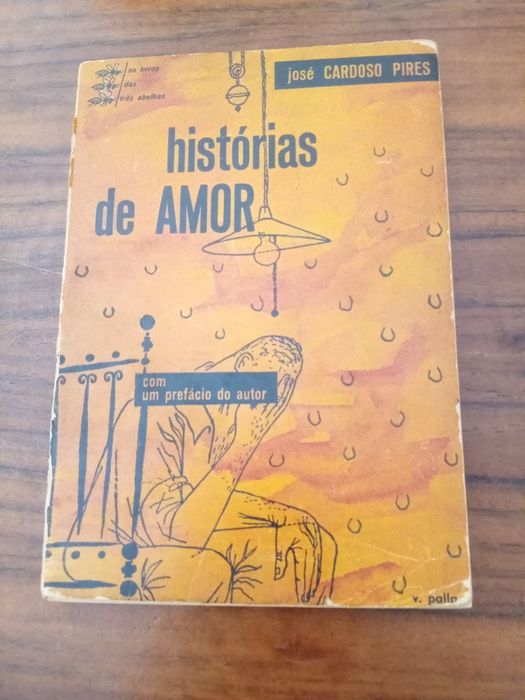 os livros
das
três abelhas
josé CARDOSO PIRES
histórias
de AMOR
com
um prefácio do autor
v. palla